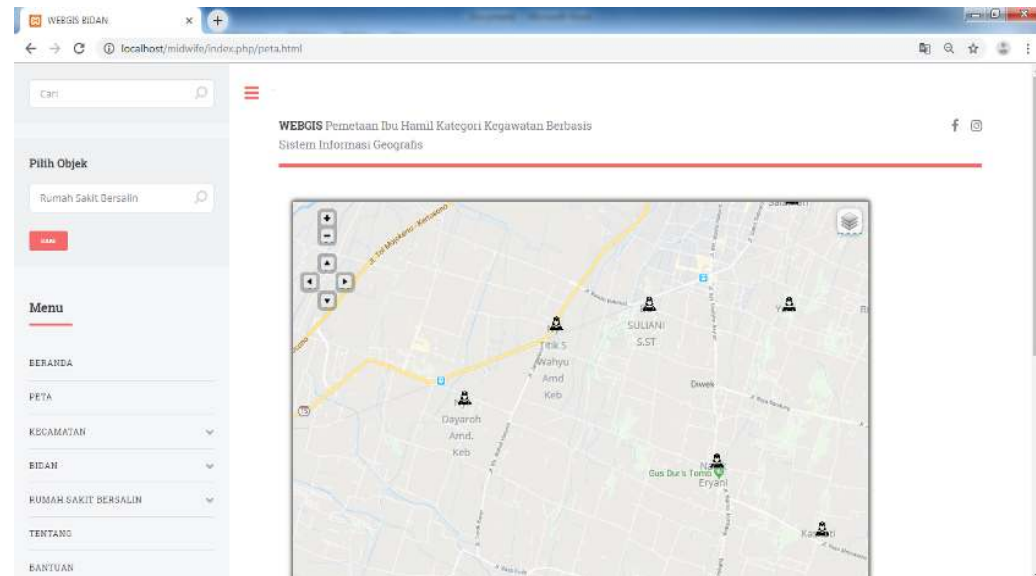 WEBGIS BIDAN
localhost/midwife/index.php/peta.html
Cari
WEBGIS Pemetaan Ibu Hamil Kategori Kegawatan Berbasis
Sistem Informasi Geografis
Pilih Objek
Rumah Sakit Bersalin
Menu
BERANDA
PETA
KECAMATAN
BIDAN
RUMAH SAKIT BERSALIN
TENTANG
BANTUAN
SULIANI
S.ST
Titik S
Wahyu
Amd
Keb
Dayaroh
Amd.
Keb
Diwek
Gus Dur's Tomb
Eryani